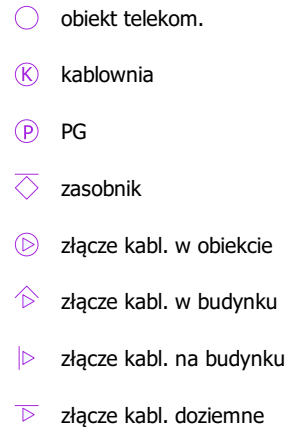 obiekt telekom.
K kablownia
P PG
zasobnik
złącze kabl. w obiekcie
złącze kabl. w budynku
złącze kabl. na budynku
złącze kabl. doziemne